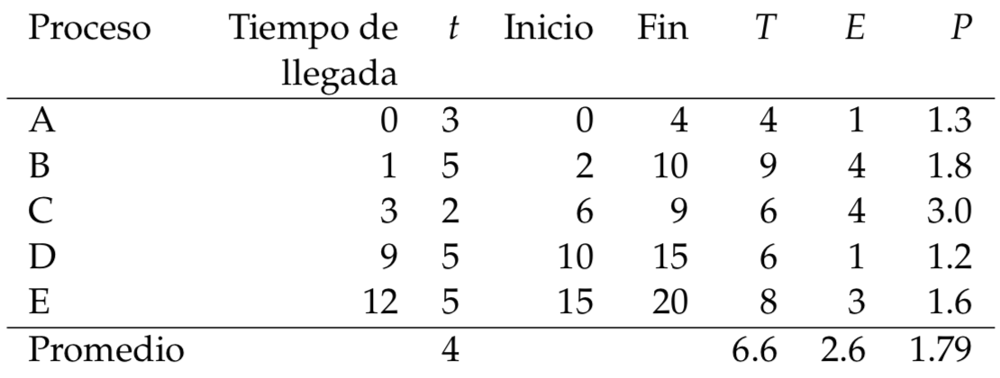 Proceso Tiempo de llegada t Inicio Fin T E P
A 0 3 0 4 4 1 1.3
B 1 5 2 10 9 4 1.8
C 3 2 6 9 6 4 3.0
D 9 5 10 15 6 1 1.2
E 12 5 15 20 8 3 1.6
Promedio 4 6.6 2.6 1.79